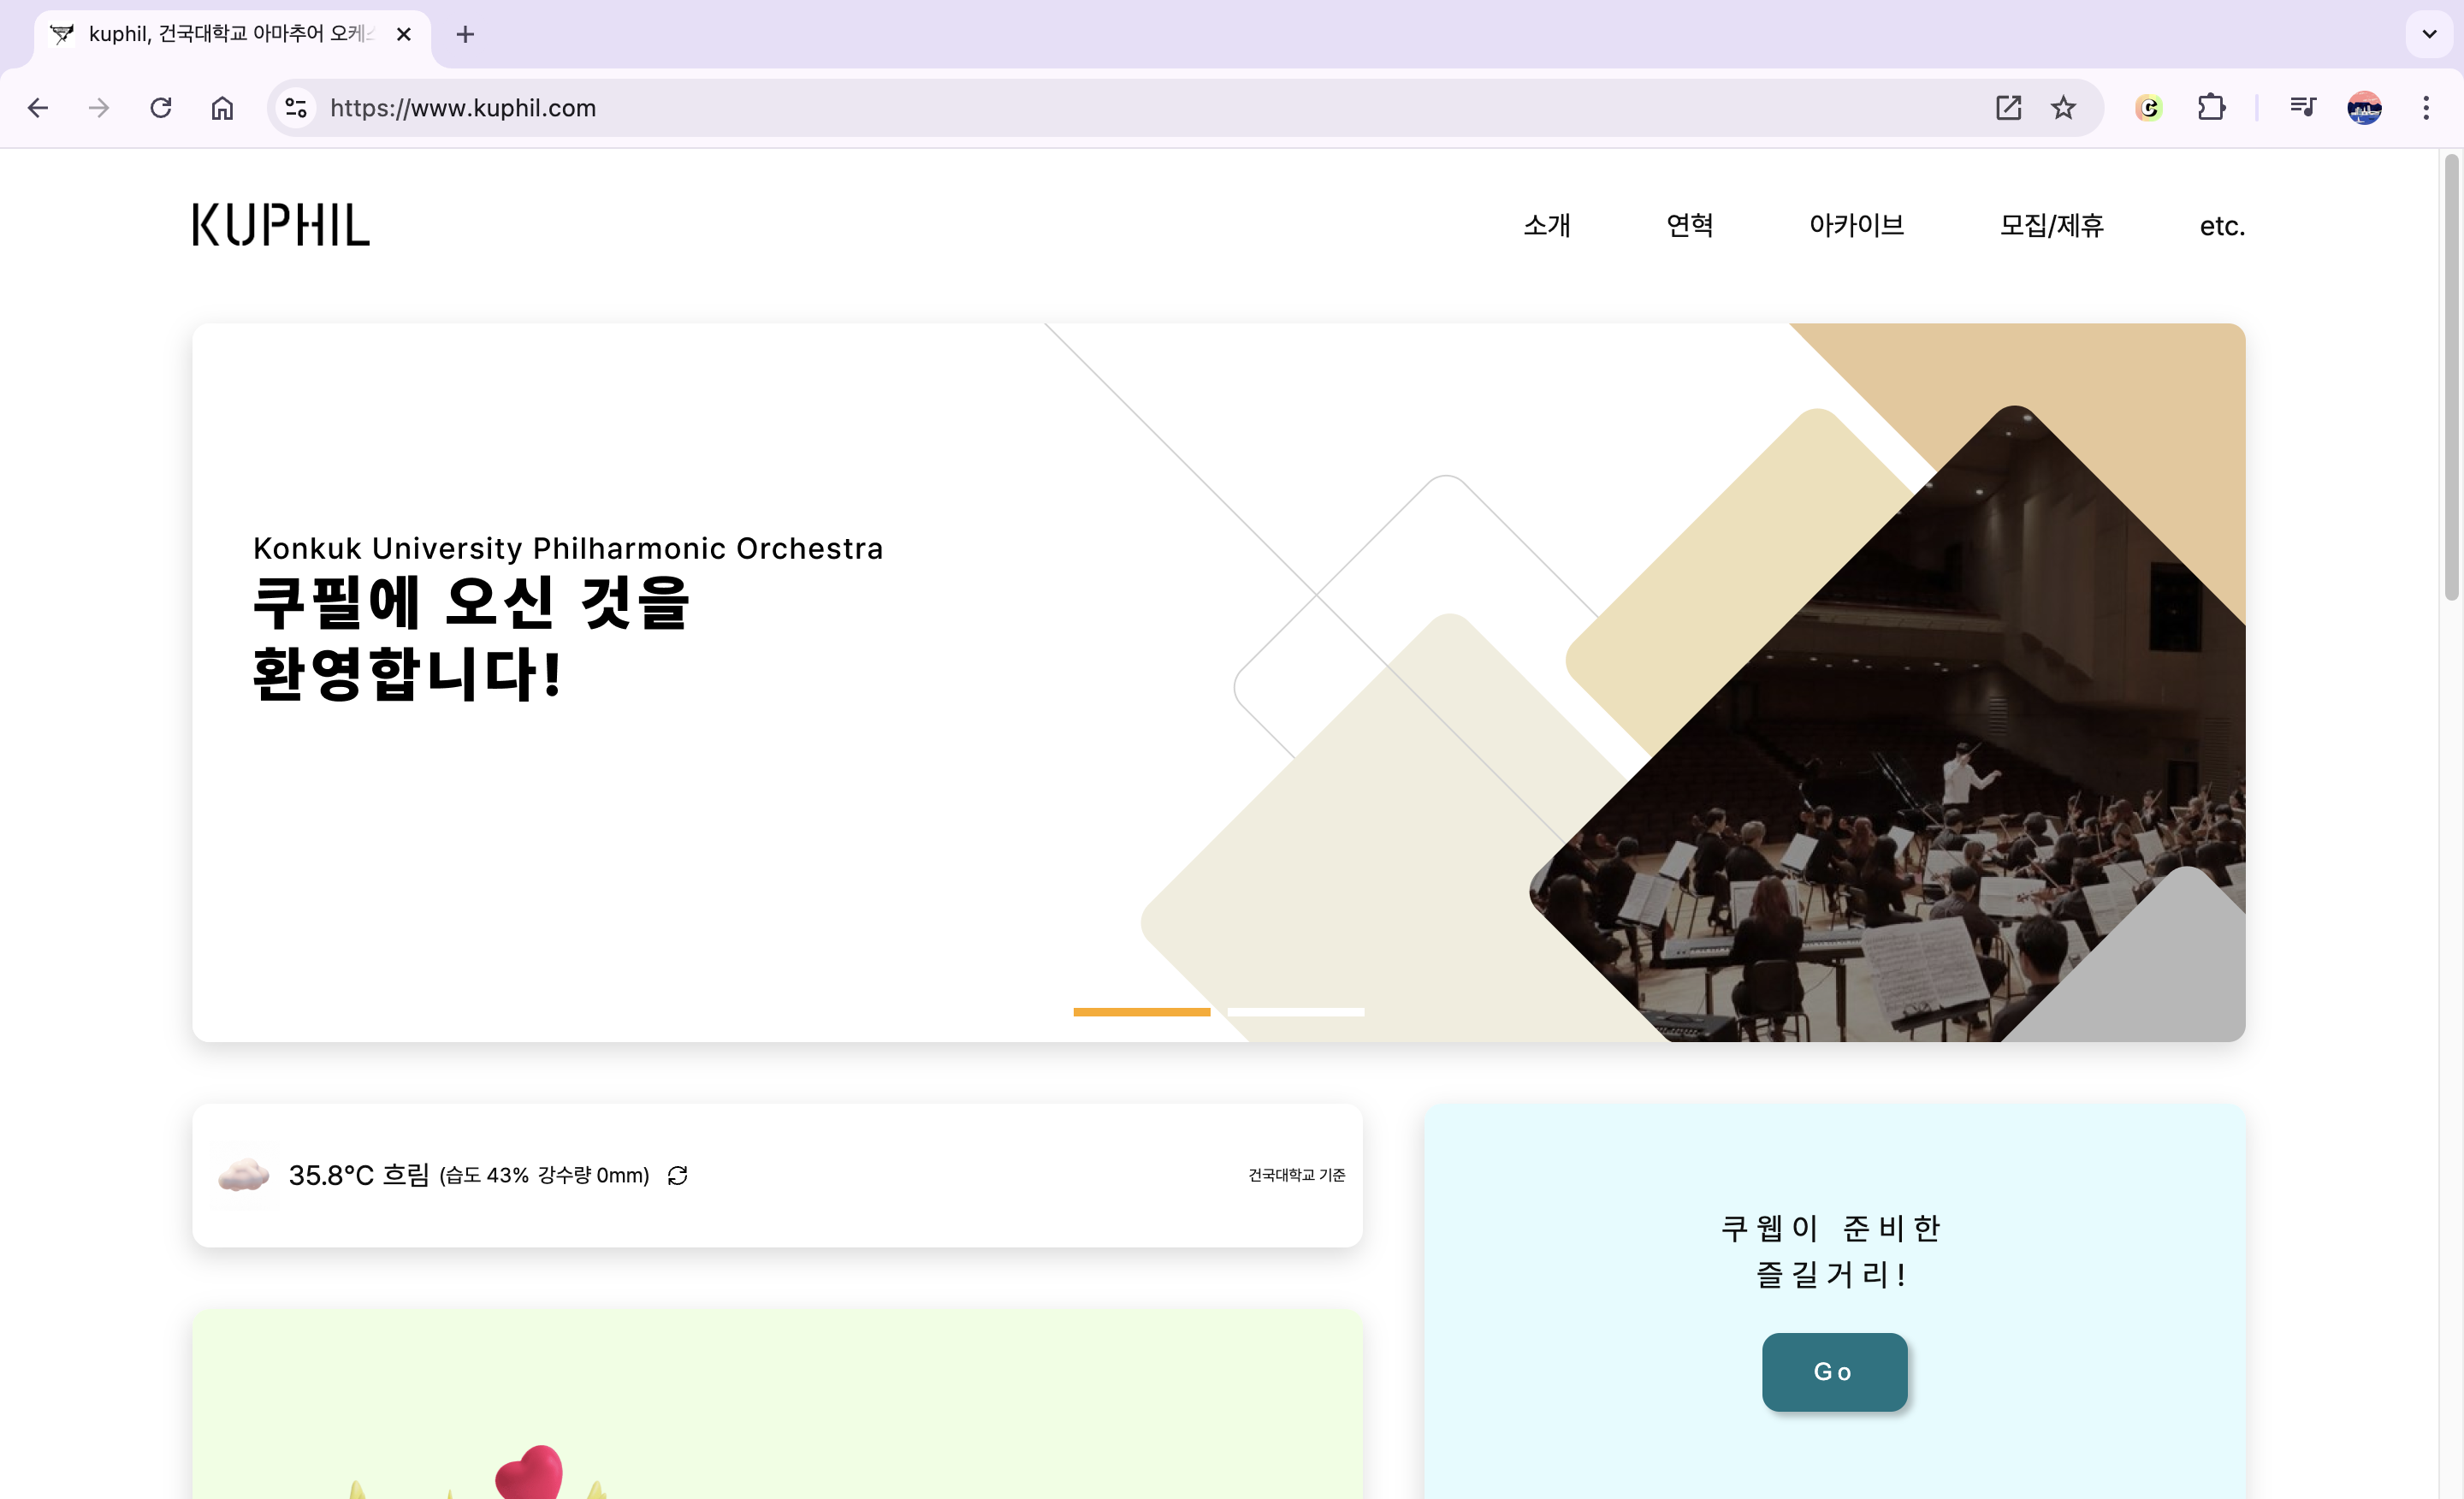 kuphil, 건국대학교 아마추어 오케스
https://www.kuphil.com
KUPHIL
소개 연혁 아카이브 모집/제휴 etc.
Konkuk University Philharmonic Orchestra
쿠필에 오신 것을
환영합니다!
35.8°C 흐림 (습도 43% 강수량 0mm)
건국대학교 기준
쿠웹이 준비한
즐길거리!
Go